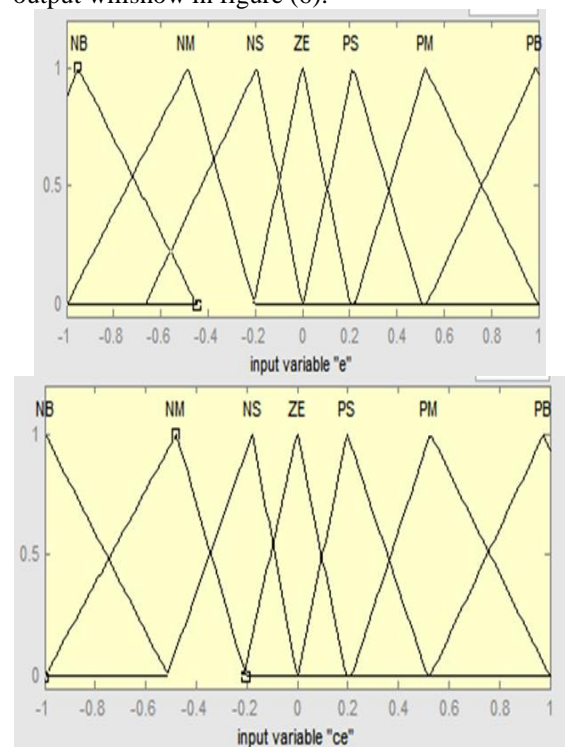 output willshow in figure (6).
NB NM NS ZE PS PM PB
1
0.5
0
-1 -0.8 -0.6 -0.4 -0.2 0 0.2 0.4 0.6 0.8 1
input variable "e"
NB NM NS ZE PS PM PB
1
0.5
0
-1 -0.8 -0.6 -0.4 -0.2 0 0.2 0.4 0.6 0.8 1
input variable "ce"